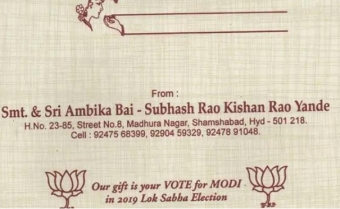 From :
Smt. & Sri Ambika Bai - Subhash Rao Kishan Rao Yande
H.No. 23-85, Street No.8, Madhura Nagar, Shamshabad, Hyd - 501 218.
Cell : 92475 68399, 92904 59329, 92478 91048.
Our gift is your VOTE for MODI
in 2019 Lok Sabha Election